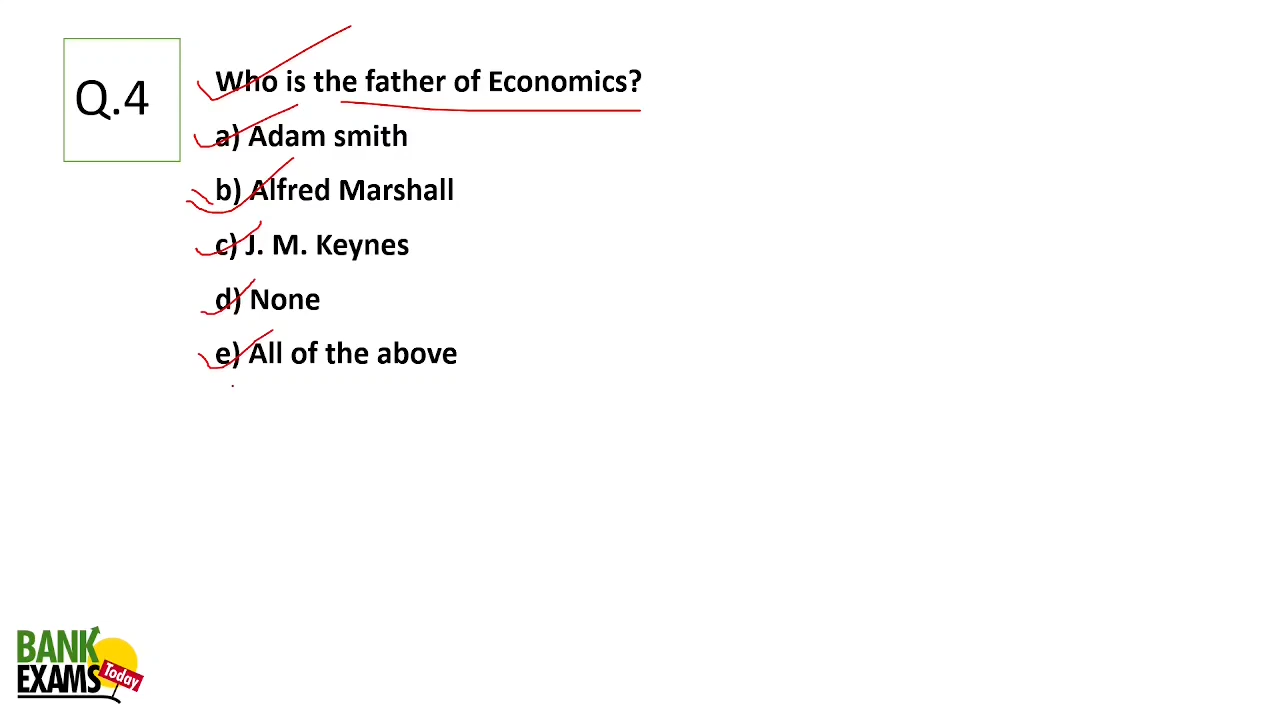 Q.4
Who is the father of Economics?
a) Adam smith
b) Alfred Marshall
c) J. M. Keynes
d) None
e) All of the above
BANK
EXAMS
Today